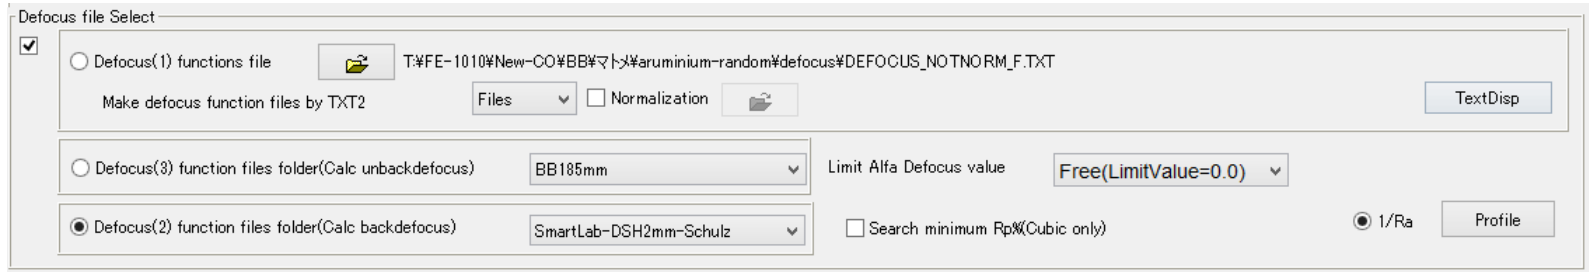 Defocus file Select
Defocus(1) functions file T:¥FE-1010¥New-CO¥BB¥マトメ¥aruminium-random¥defocus¥DEFOCUS_NOTNORM_F.TXT
Make defocus function files by TXT2 Files Normalization TextDisp
Defocus(3) function files folder(Calc unbackdefocus) BB185mm Limit Alfa Defocus value Free(LimitValue=0.0)
Defocus(2) function files folder(Calc backdefocus) SmartLab-DSH2mm-Schulz Search minimum Rp%(Cubic only) 1/Ra Profile